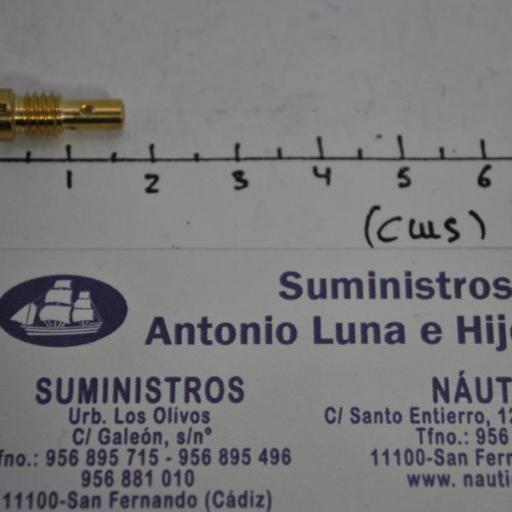 1 2 3 4 5 6
(cms)
Suministros
Antonio Luna e Hij
SUMINISTROS
Urb. Los Olivos
C/ Galeón, s/nº
fno.: 956 895 715 - 956 895 496
956 881 010
11100-San Fernando (Cádiz)
NÁUT
C/ Santo Entierro, 12
Tfno.: 956
11100-San Fern
www. nauti